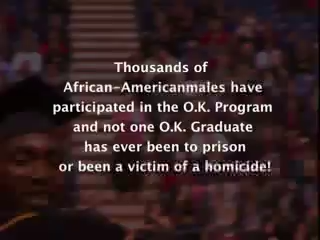 Thousands of
African-Americanmales have
participated in the O.K. Program
and not one O.K. Graduate
has ever been to prison
or been a victim of a homicide!